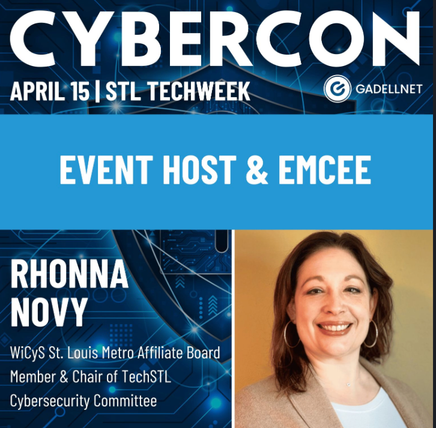 CYBERCON
APRIL 15 | STL TECHWEEK
GADELLNET
EVENT HOST & EMCEE
RHONNA
NOVY
WiCyS St. Louis Metro Affiliate Board
Member & Chair of TechSTL
Cybersecurity Committee